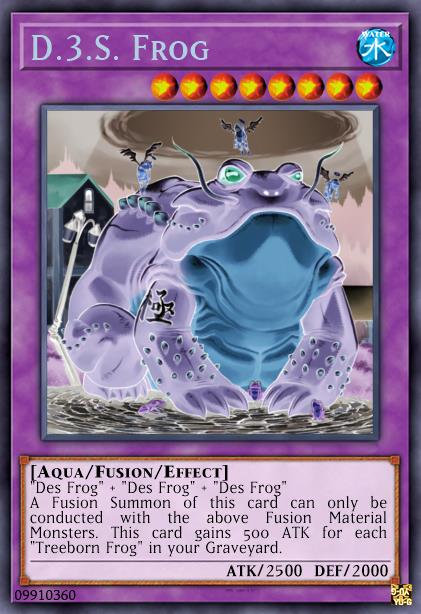 D.3.S. Frog
WATER
水
極
[Aqua/Fusion/Effect]
"Des Frog" + "Des Frog" + "Des Frog"
A Fusion Summon of this card can only be
conducted with the above Fusion Material
Monsters. This card gains 500 ATK for each
"Treeborn Frog" in your Graveyard.
ATK/2500 DEF/2000
09910360